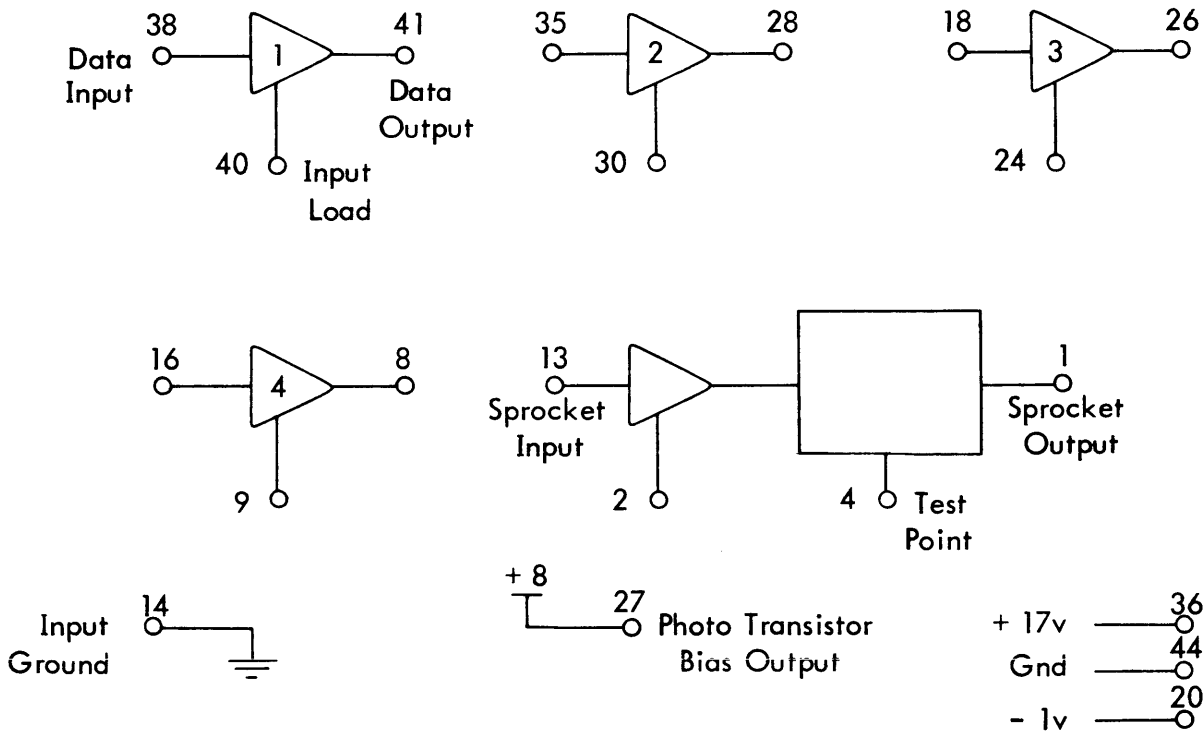 38
41
35
28
18
26
1
2
3
Data
Input
Data
Output
40
Input
Load
30
24
16
8
13
1
4
Sprocket
Input
Sprocket
Output
9
2
4
Test
Point
14
Input
Ground
+ 8
27
Photo Transistor
Bias Output
36
+ 17v
44
Gnd
20
- 1v